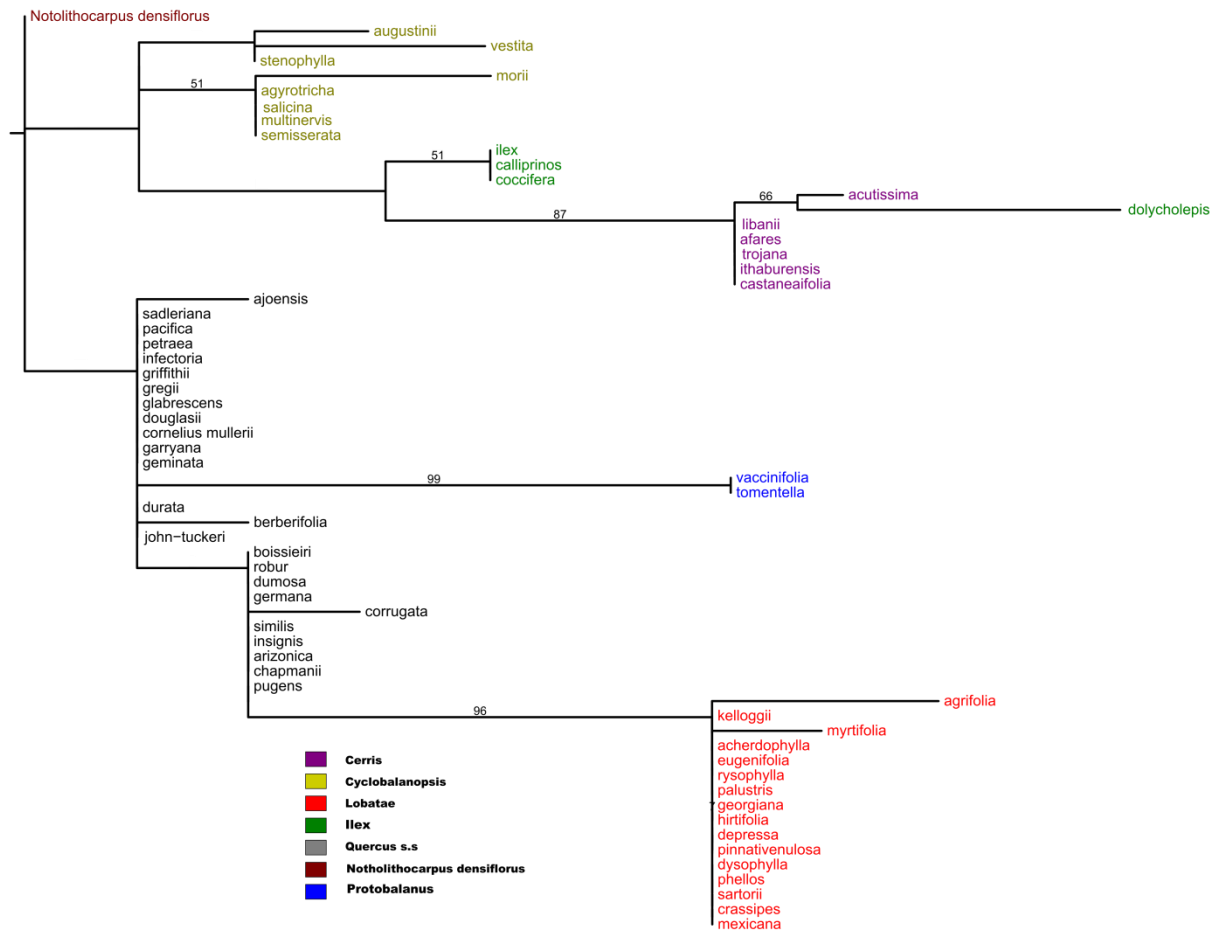 Notolithocarpus densiflorus
augustinii
vestita
stenophylla
morii
51
agyrotricha
salicina
multinervis
semisserata
ilex
51
calliprinos
coccifera
66
acutissima
dolycholepis
87
libanii
afares
trojana
ithaburensis
castaneaifolia
ajoensis
sadleriana
pacifica
petraea
infectoria
griffithii
gregii
glabrescens
douglasii
cornelius mullerii
garryana
geminata
99
vaccinifolia
tomentella
durata
berberifolia
john−tuckeri
boissieiri
robur
dumosa
germana
corrugata
similis
insignis
arizonica
chapmanii
pugens
96
agrifolia
kelloggii
myrtifolia
acherdophylla
eugenifolia
rysophylla
palustris
georgiana
hirtifolia
depressa
pinnativenulosa
dysophylla
phellos
sartorii
crassipes
mexicana
Cerris
Cyclobalanopsis
Lobatae
Ilex
Quercus s.s
Notholithocarpus densiflorus
Protobalanus